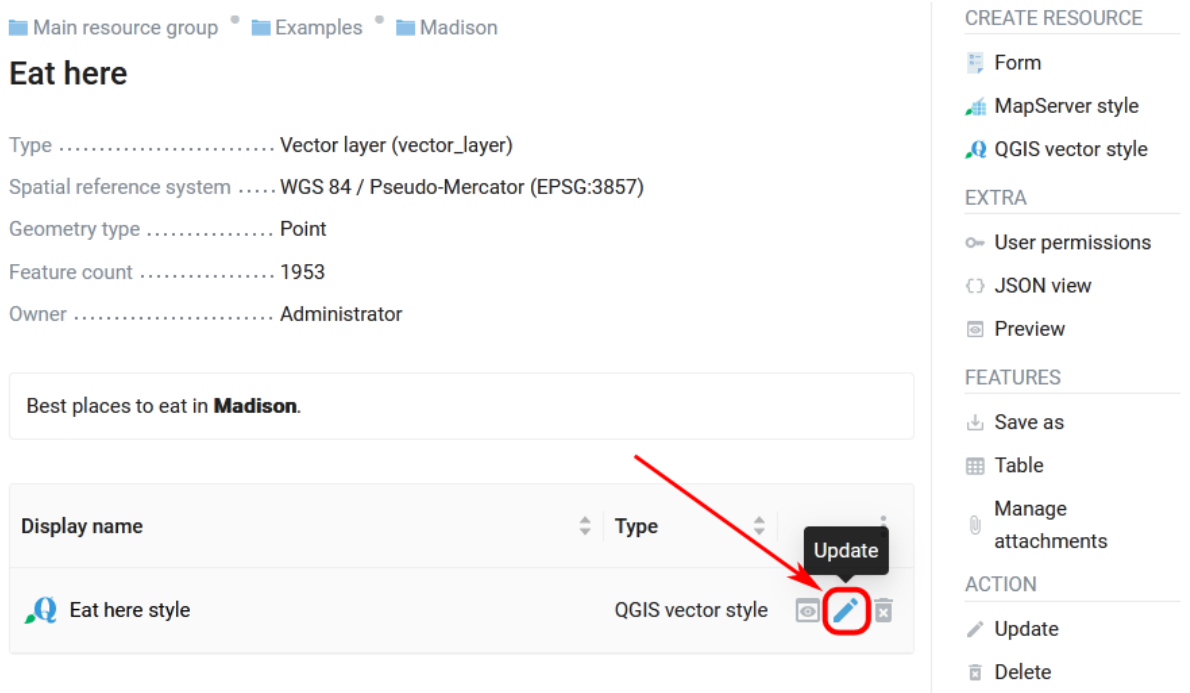 Main resource group Examples Madison
Eat here
Type ........................... Vector layer (vector_layer)
Spatial reference system ..... WGS 84 / Pseudo-Mercator (EPSG:3857)
Geometry type ................ Point
Feature count ................. 1953
Owner ......................... Administrator
Best places to eat in Madison.
Display name Type
Update
Eat here style QGIS vector style
CREATE RESOURCE
Form
MapServer style
QGIS vector style
EXTRA
User permissions
JSON view
Preview
FEATURES
Save as
Table
Manage
attachments
ACTION
Update
Delete